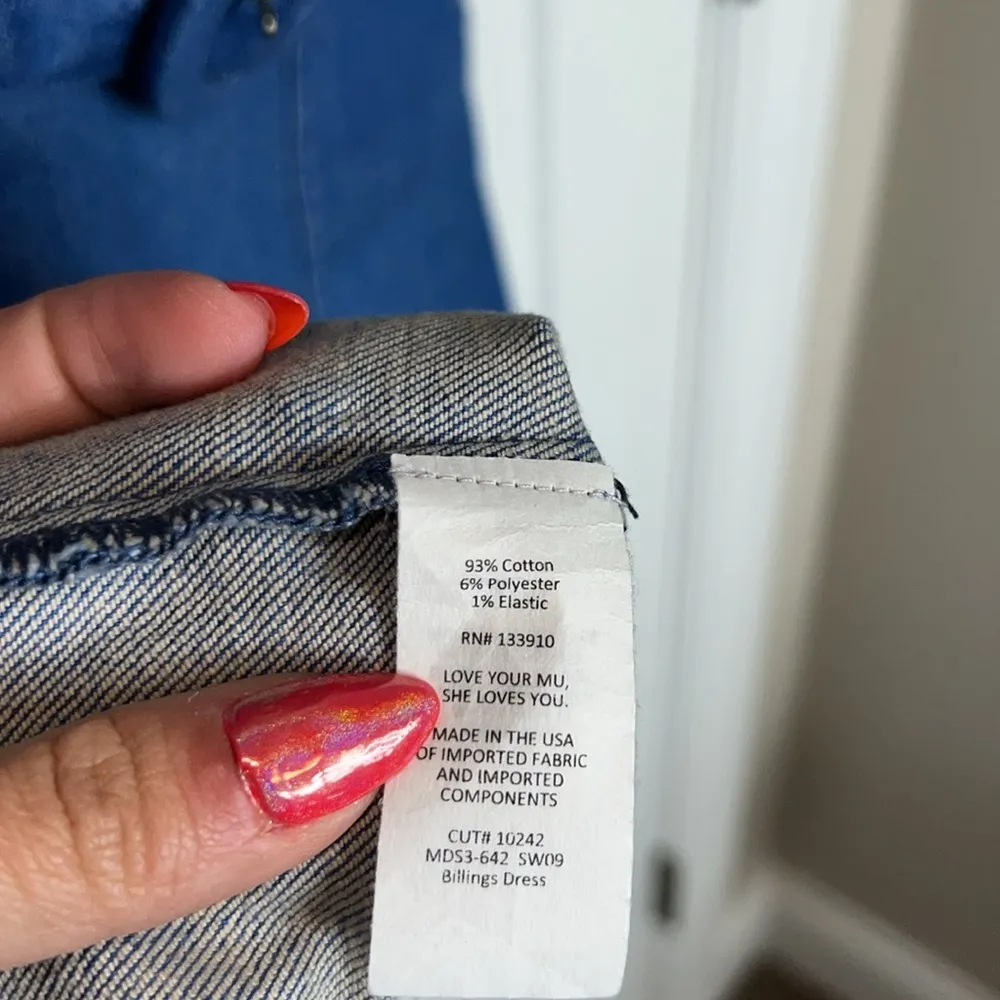 93% Cotton
6% Polyester
1% Elastic
RN# 133910
LOVE YOUR MU,
SHE LOVES YOU.
MADE IN THE USA
OF IMPORTED FABRIC
AND IMPORTED
COMPONENTS
CUT# 10242
MDS3-642 SW09
Billings Dress